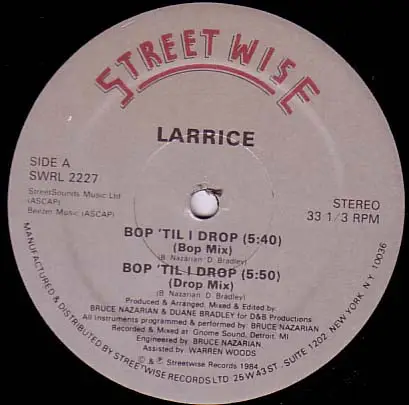 STREETWISE
LARRICE
SIDE A
SWRL 2227
StreetSounds Music Ltd
(ASCAP)
Beezer Music (ASCAP)
STEREO
33 1/3 RPM
BOP 'TIL I DROP (5:40)
(Bop Mix)
(B. Nazarian: D. Bradley)
BOP 'TIL I DROP (5:50)
(Drop Mix)
(B. Nazarian: D. Bradley)
Produced & Arranged, Mixed & Edited by:
BRUCE NAZARIAN & DUANE BRADLEY for D&B Productions
All Instruments programmed & performed by: BRUCE NAZARIAN
Recorded & Mixed at: Gnome Sound, Detroit, MI
Engineered by: BRUCE NAZARIAN
Assisted by: WARREN WOODS
© & ℗ Streetwise Records 1984
MANUFACTURED & DISTRIBUTED BY STREETWISE RECORDS LTD 25 W 43 ST - SUITE 1202. NEW YORK, N.Y. 10036